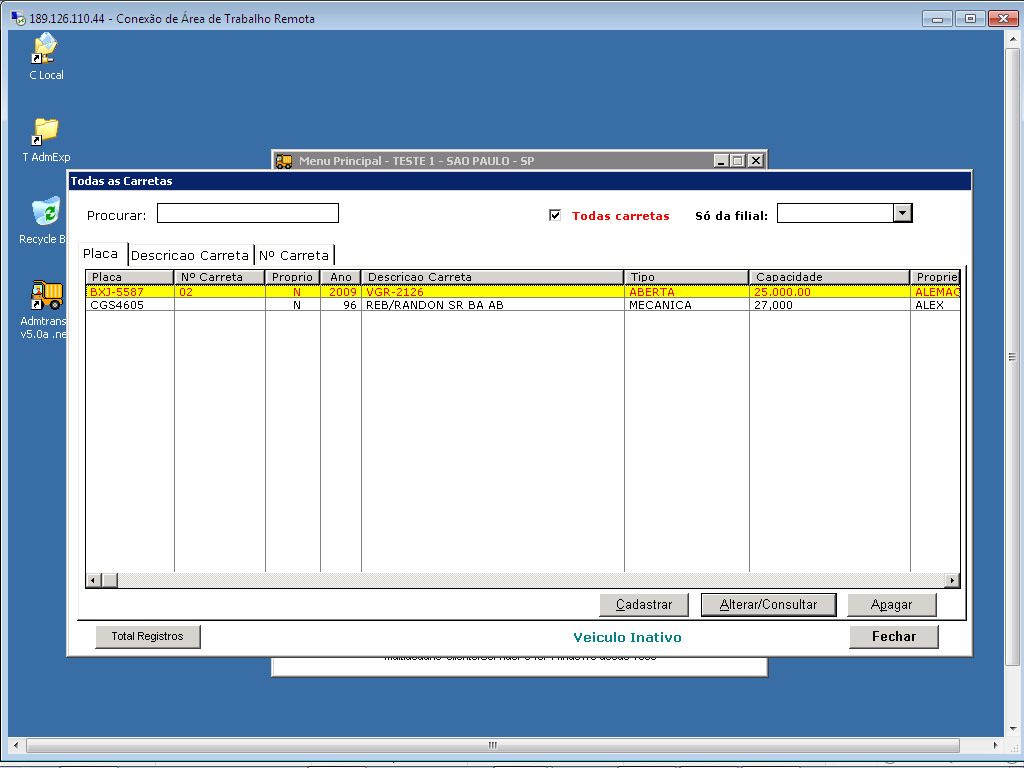 189.126.110.44 - Conexão de Área de Trabalho Remota
C Local
T AdmExp
Recycle B
Admtrans
v5.0a .ne
Menu Principal - TESTE 1 - SAO PAULO - SP
Todas as Carretas
Procurar:
Todas carretas
Só da filial:
Placa
Descricao Carreta
Nº Carreta
Placa Nº Carreta Proprio Ano Descricao Carreta Tipo Capacidade Proprie
BXJ-5587 02 N 2009 VGR-2126 ABERTA 25.000.00 ALEMAO
CGS4605 N 96 REB/RANDON SR BA AB MECANICA 27,000 ALEX
Cadastrar
Alterar/Consultar
Apagar
Total Registros
Veiculo Inativo
Fechar